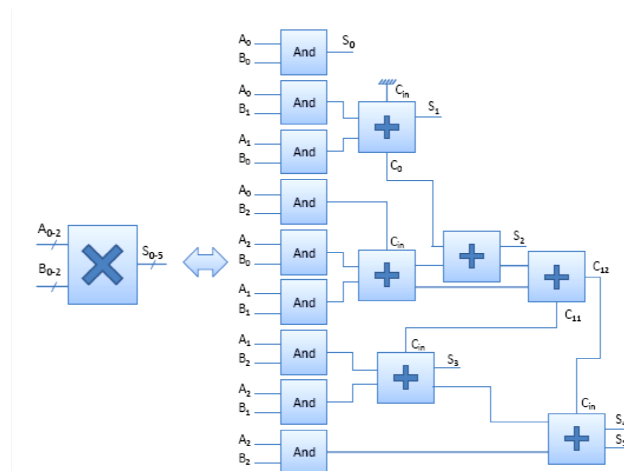 A0
B0
And
S0
A0
B1
And
Cin
S1
A1
B0
And
C0
A0
B2
And
A0-2
B0-2
S0-5
A2
B0
And
Cin
S2
C12
A1
B1
And
C11
A1
B2
And
Cin
S3
A2
B1
And
Cin
A2
B2
And